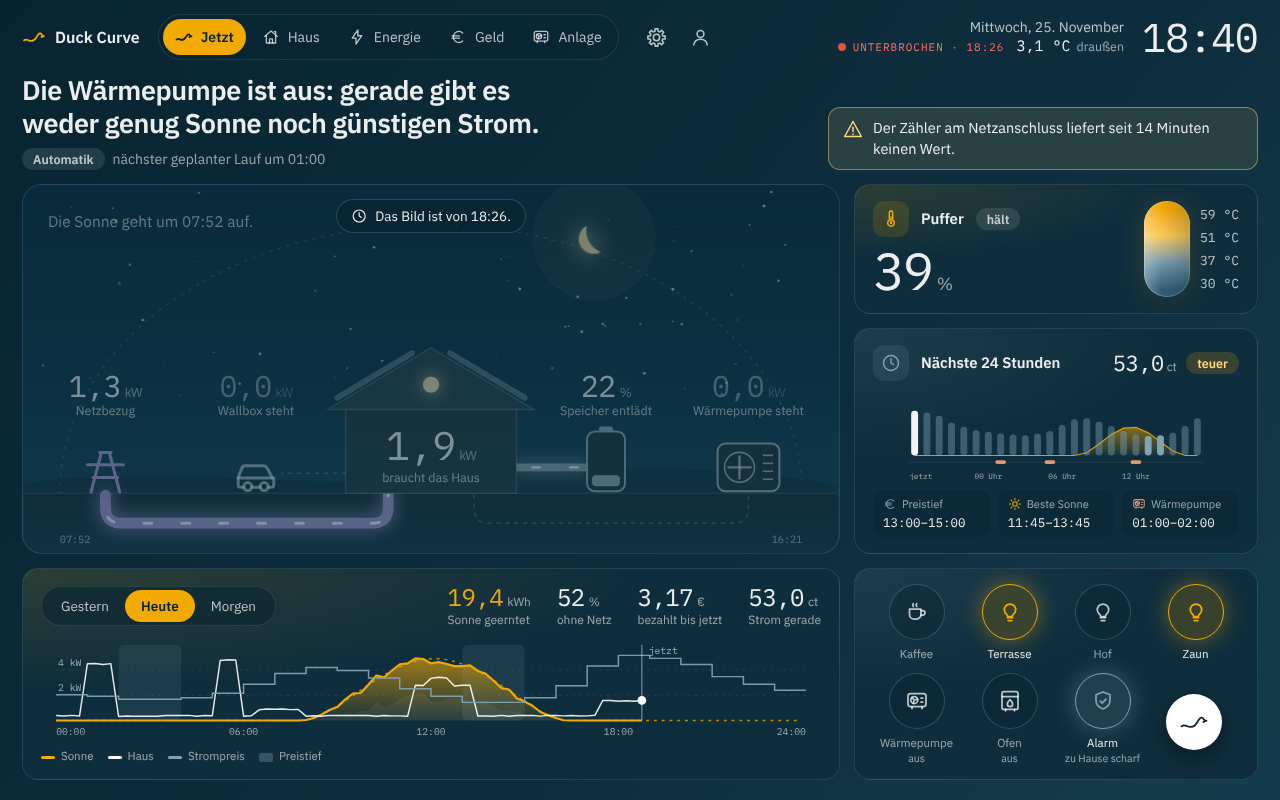 Duck Curve
Jetzt
Haus
Energie
Geld
Anlage
Mittwoch, 25. November
UNTERBROCHEN · 18:26
3,1 °C draußen
18:40
Die Wärmepumpe ist aus: gerade gibt es
weder genug Sonne noch günstigen Strom.
Automatik
nächster geplanter Lauf um 01:00
Der Zähler am Netzanschluss liefert seit 14 Minuten
keinen Wert.
Die Sonne geht um 07:52 auf.
Das Bild ist von 18:26.
1,3 kW
Netzbezug
0,0 kW
Wallbox steht
1,9 kW
braucht das Haus
22 %
Speicher entlädt
0,0 kW
Wärmepumpe steht
07:52
16:21
Puffer
hält
39 %
59 °C
51 °C
37 °C
30 °C
Nächste 24 Stunden
53,0 ct
teuer
jetzt
00 Uhr
06 Uhr
12 Uhr
Preistief
13:00–15:00
Beste Sonne
11:45–13:45
Wärmepumpe
01:00–02:00
Gestern
Heute
Morgen
19,4 kWh
Sonne geerntet
52 %
ohne Netz
3,17 €
bezahlt bis jetzt
53,0 ct
Strom gerade
4 kW
2 kW
jetzt
00:00
06:00
12:00
18:00
24:00
Sonne
Haus
Strompreis
Preistief
Kaffee
Terrasse
Hof
Zaun
Wärmepumpe
aus
Ofen
aus
Alarm
zu Hause scharf